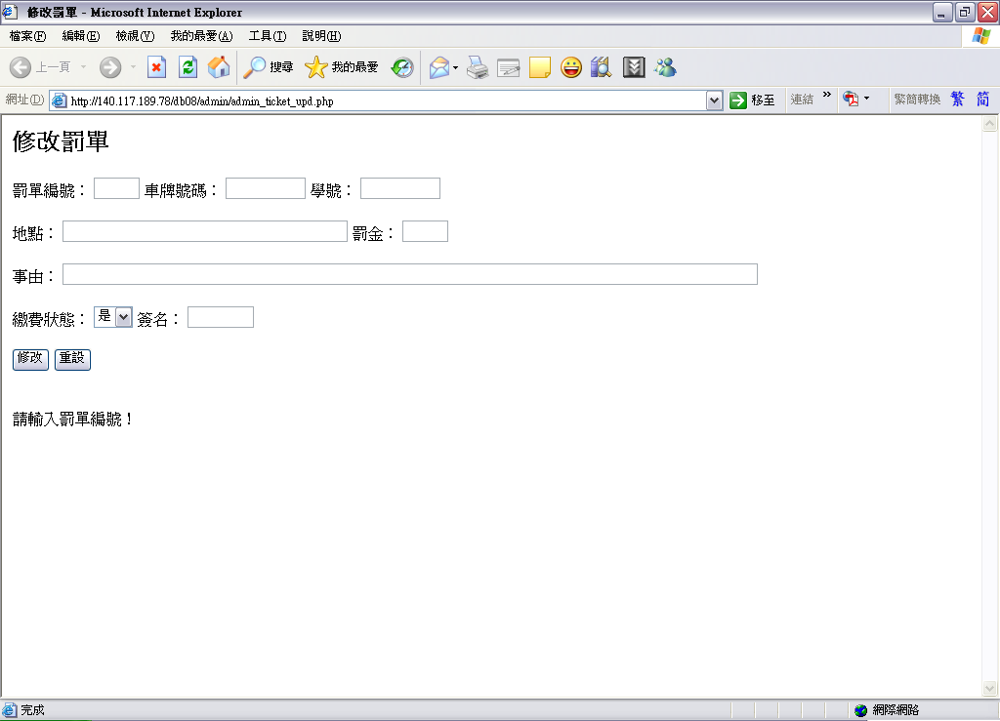 修改罰單 - Microsoft Internet Explorer
檔案(F) 編輯(E) 檢視(V) 我的最愛(A) 工具(T) 說明(H)
上一頁 搜尋 我的最愛
網址(D) http://140.117.189.78/db08/admin/admin_ticket_upd.php 移至 連結 » 繁簡轉換 繁 简
修改罰單
罰單編號： 車牌號碼： 學號：
地點： 罰金：
事由：
繳費狀態： 是 簽名：
修改 重設
請輸入罰單編號！
完成 網際網路